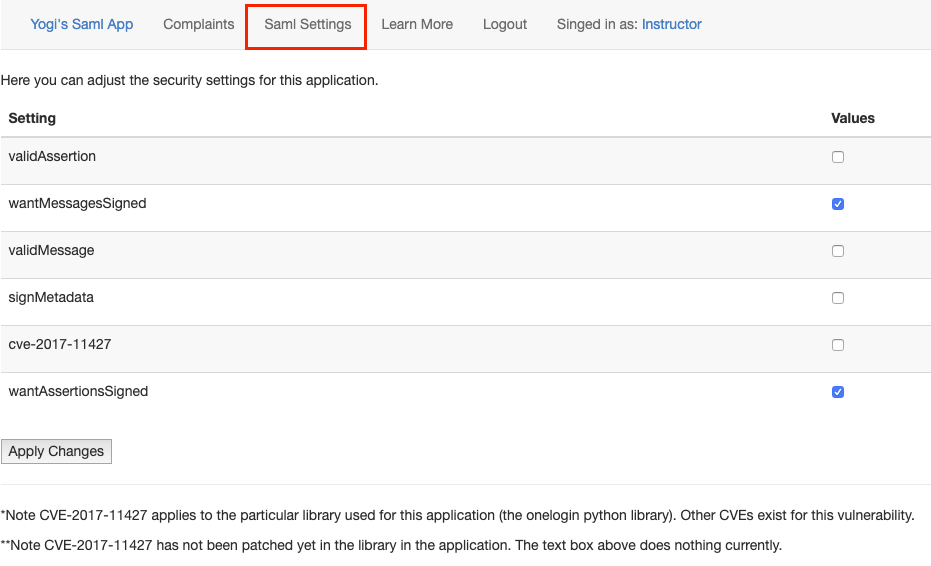 Yogi's Saml App Complaints Saml Settings Learn More Logout Singed in as: Instructor
Here you can adjust the security settings for this application.
Setting Values
validAssertion
wantMessagesSigned
validMessage
signMetadata
cve-2017-11427
wantAssertionsSigned
Apply Changes
*Note CVE-2017-11427 applies to the particular library used for this application (the onelogin python library). Other CVEs exist for this vulnerability.
**Note CVE-2017-11427 has not been patched yet in the library in the application. The text box above does nothing currently.